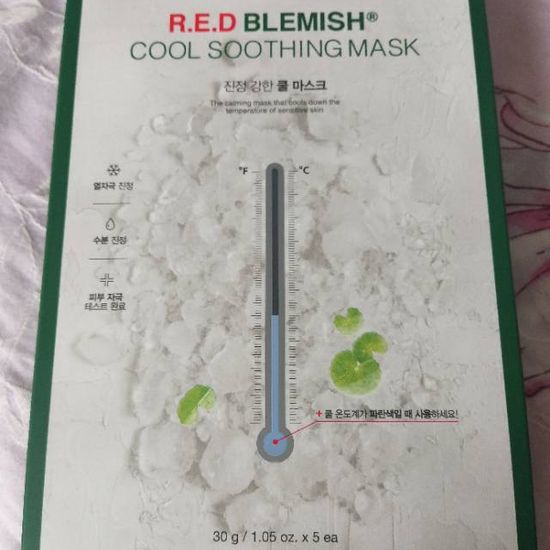 R.E.D BLEMISH®
COOL SOOTHING MASK
진정 강한 쿨 마스크
The calming mask that cools down the
temperature of sensitive skin
°F
°C
열자극 진정
수분 진정
피부 자극
테스트 완료
+ 쿨 온도계가 파란색일 때 사용하세요!
30 g / 1.05 oz. x 5 ea